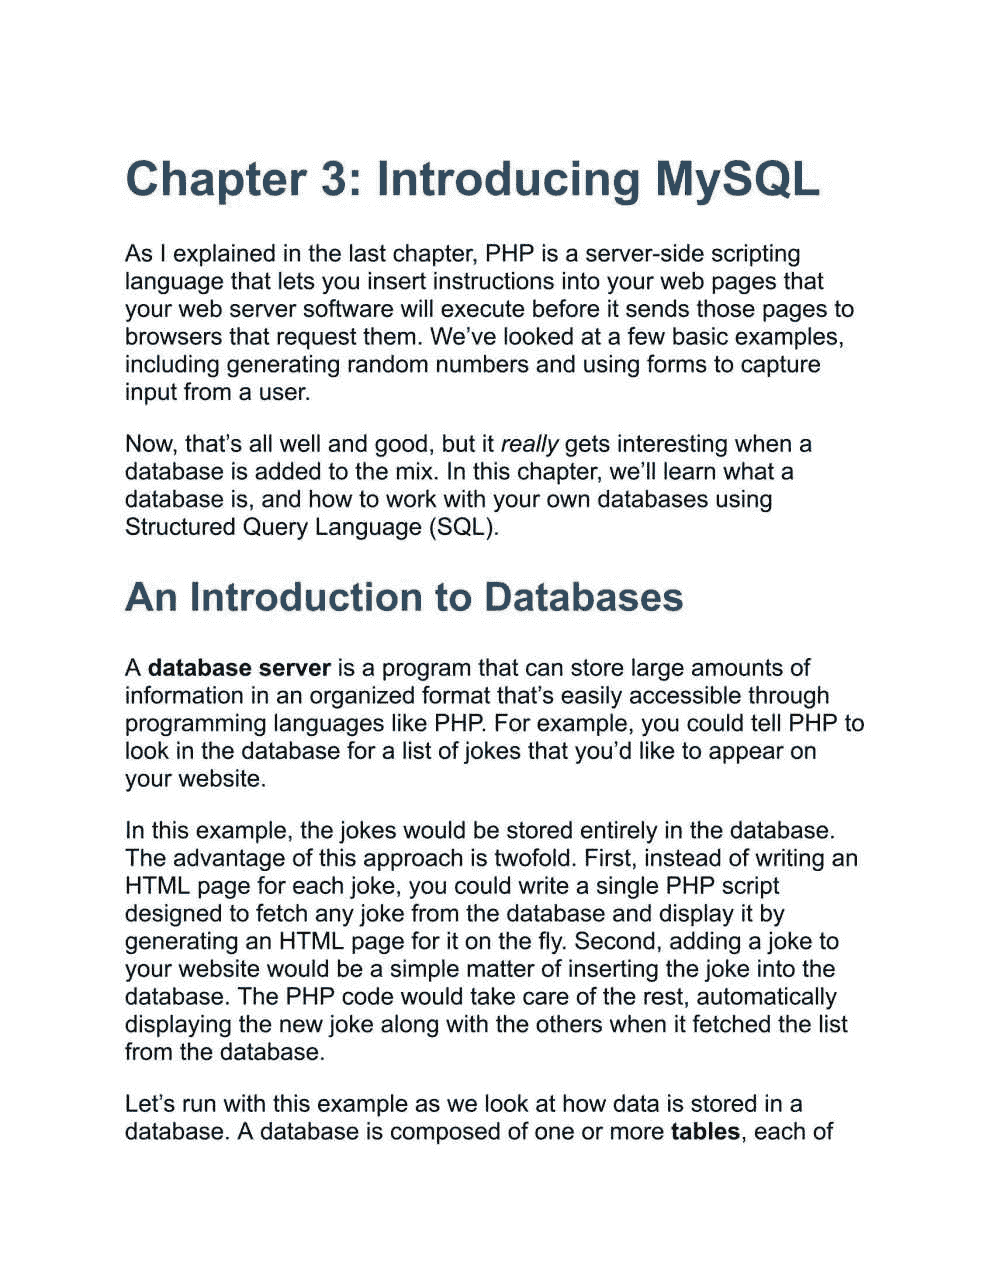 Chapter 3: Introducing MySQL
As I explained in the last chapter, PHP is a server-side scripting
language that lets you insert instructions into your web pages that
your web server software will execute before it sends those pages to
browsers that request them. We’ve looked at a few basic examples,
including generating random numbers and using forms to capture
input from a user.
Now, that’s all well and good, but it really gets interesting when a
database is added to the mix. In this chapter, we’ll learn what a
database is, and how to work with your own databases using
Structured Query Language (SQL).
An Introduction to Databases
A database server is a program that can store large amounts of
information in an organized format that’s easily accessible through
programming languages like PHP. For example, you could tell PHP to
look in the database for a list of jokes that you’d like to appear on
your website.
In this example, the jokes would be stored entirely in the database.
The advantage of this approach is twofold. First, instead of writing an
HTML page for each joke, you could write a single PHP script
designed to fetch any joke from the database and display it by
generating an HTML page for it on the fly. Second, adding a joke to
your website would be a simple matter of inserting the joke into the
database. The PHP code would take care of the rest, automatically
displaying the new joke along with the others when it fetched the list
from the database.
Let’s run with this example as we look at how data is stored in a
database. A database is composed of one or more tables, each of